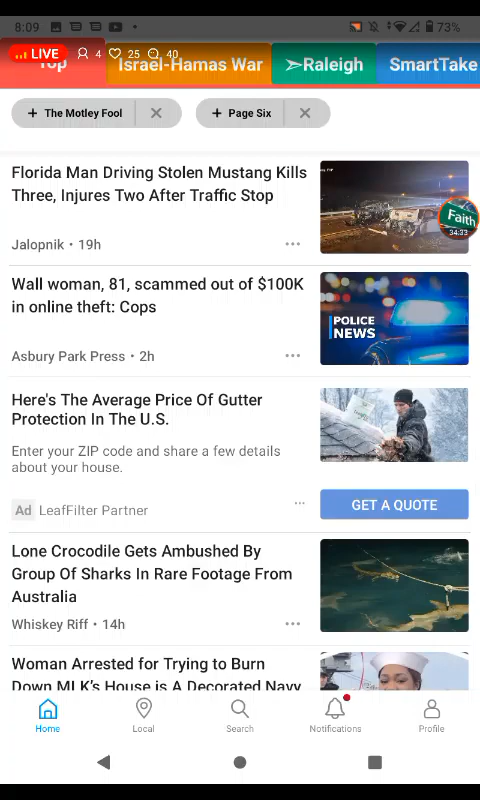 8:09
73%
LIVE 4 25 40
Top Israel-Hamas War Raleigh SmartTake
+ The Motley Fool ×
+ Page Six ×
Florida Man Driving Stolen Mustang Kills
Three, Injures Two After Traffic Stop
Jalopnik • 19h
Faith
34:33
Wall woman, 81, scammed out of $100K
in online theft: Cops
Asbury Park Press • 2h
POLICE
NEWS
Here's The Average Price Of Gutter
Protection In The U.S.
Enter your ZIP code and share a few details
about your house.
Ad LeafFilter Partner
GET A QUOTE
Lone Crocodile Gets Ambushed By
Group Of Sharks In Rare Footage From
Australia
Whiskey Riff • 14h
Woman Arrested for Trying to Burn
Down MLK's House is A Decorated Navy
Home Local Search Notifications Profile